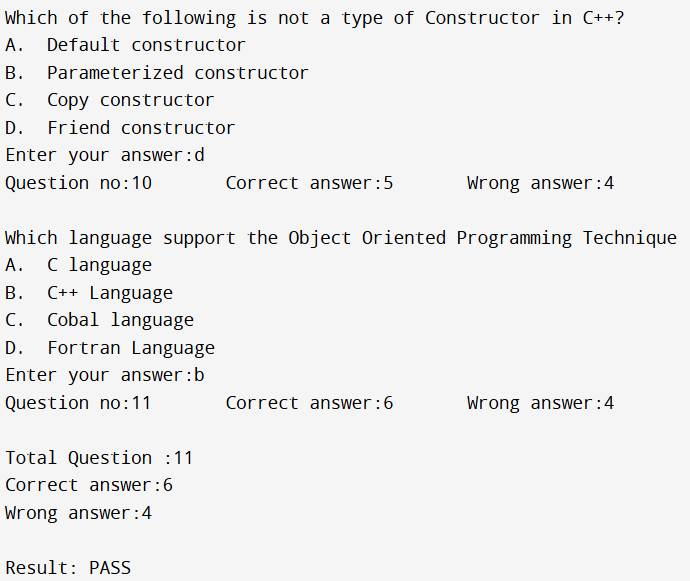 Which of the following is not a type of Constructor in C++?
A.  Default constructor
B.  Parameterized constructor
C.  Copy constructor
D.  Friend constructor
Enter your answer:d
Question no:10       Correct answer:5       Wrong answer:4

Which language support the Object Oriented Programming Technique
A.  C language
B.  C++ Language
C.  Cobal language
D.  Fortran Language
Enter your answer:b
Question no:11       Correct answer:6       Wrong answer:4

Total Question :11
Correct answer:6
Wrong answer:4

Result: PASS